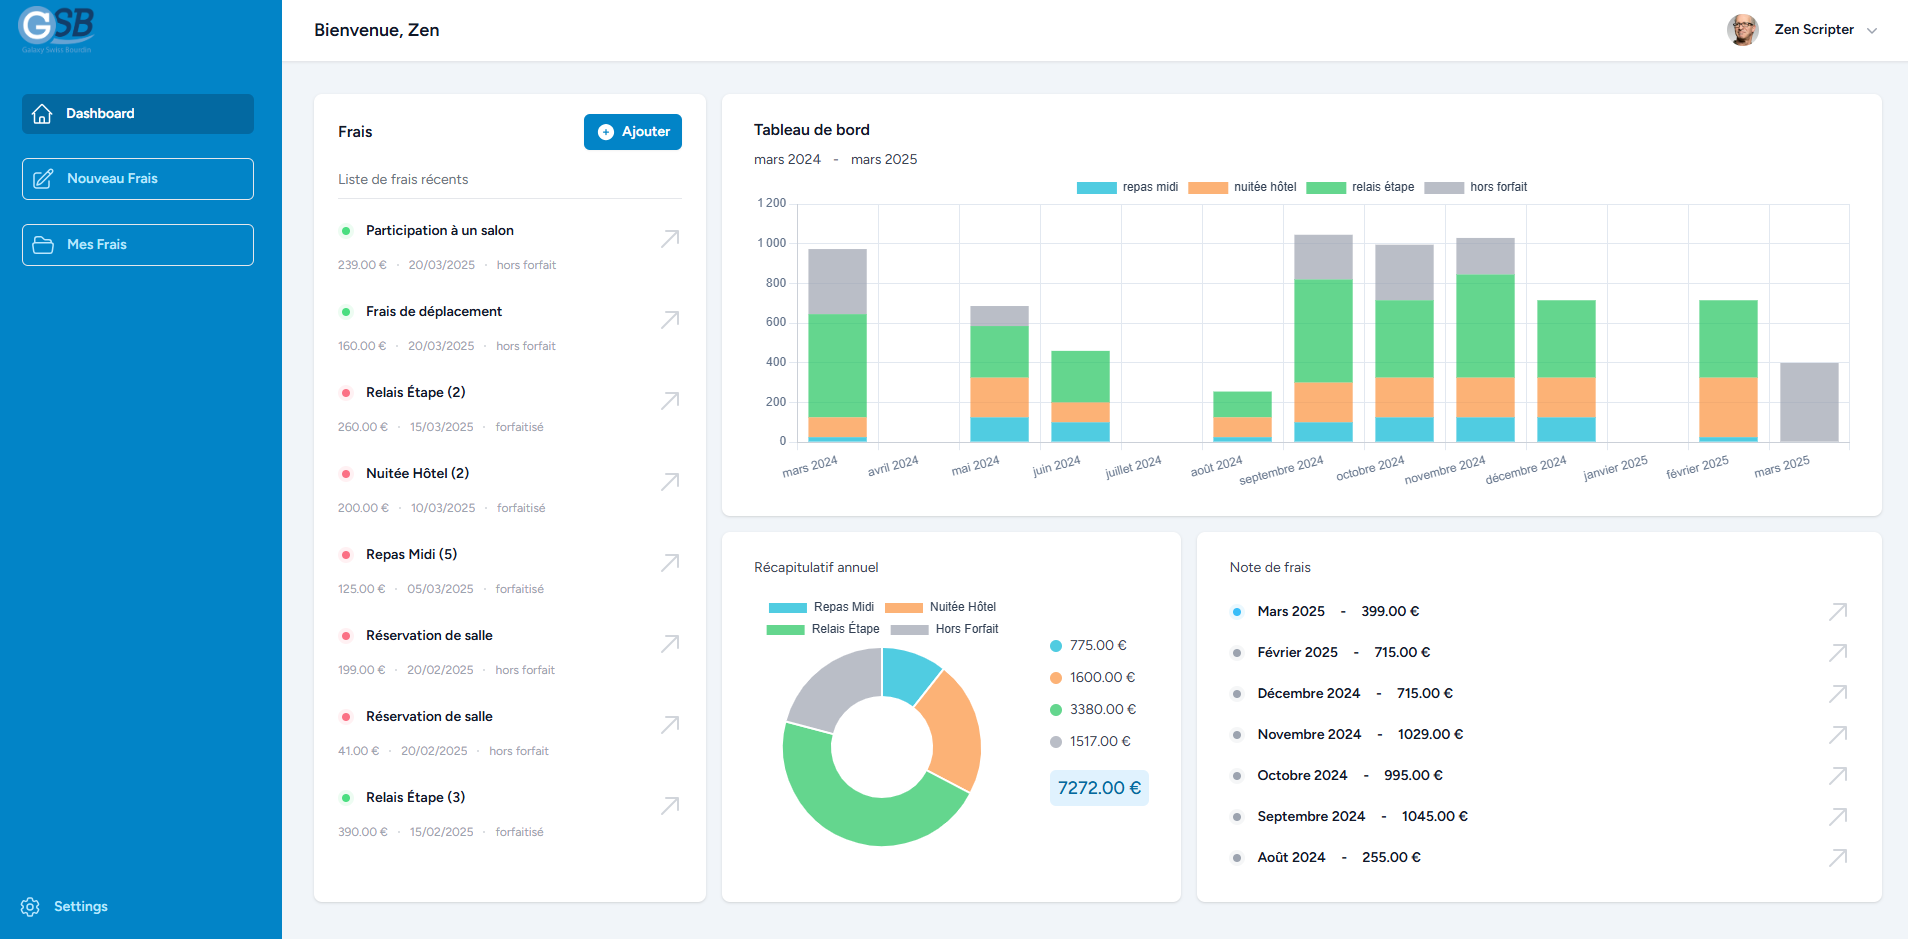 GSB
Galaxy Swiss Bourdin
Dashboard
Nouveau Frais
Mes Frais
Settings
Bienvenue, Zen
Zen Scripter
Frais
Ajouter
Liste de frais récents
Participation à un salon
239.00 € · 20/03/2025 · hors forfait
Frais de déplacement
160.00 € · 20/03/2025 · hors forfait
Relais Étape (2)
260.00 € · 15/03/2025 · forfaitisé
Nuitée Hôtel (2)
200.00 € · 10/03/2025 · forfaitisé
Repas Midi (5)
125.00 € · 05/03/2025 · forfaitisé
Réservation de salle
199.00 € · 20/02/2025 · hors forfait
Réservation de salle
41.00 € · 20/02/2025 · hors forfait
Relais Étape (3)
390.00 € · 15/02/2025 · forfaitisé
Tableau de bord
mars 2024 - mars 2025
repas midi nuitée hôtel relais étape hors forfait
1 200
1 000
800
600
400
200
0
mars 2024 avril 2024 mai 2024 juin 2024 juillet 2024 août 2024 septembre 2024 octobre 2024 novembre 2024 décembre 2024 janvier 2025 février 2025 mars 2025
Récapitulatif annuel
Repas Midi Nuitée Hôtel
Relais Étape Hors Forfait
775.00 €
1600.00 €
3380.00 €
1517.00 €
7272.00 €
Note de frais
Mars 2025 - 399.00 €
Février 2025 - 715.00 €
Décembre 2024 - 715.00 €
Novembre 2024 - 1029.00 €
Octobre 2024 - 995.00 €
Septembre 2024 - 1045.00 €
Août 2024 - 255.00 €